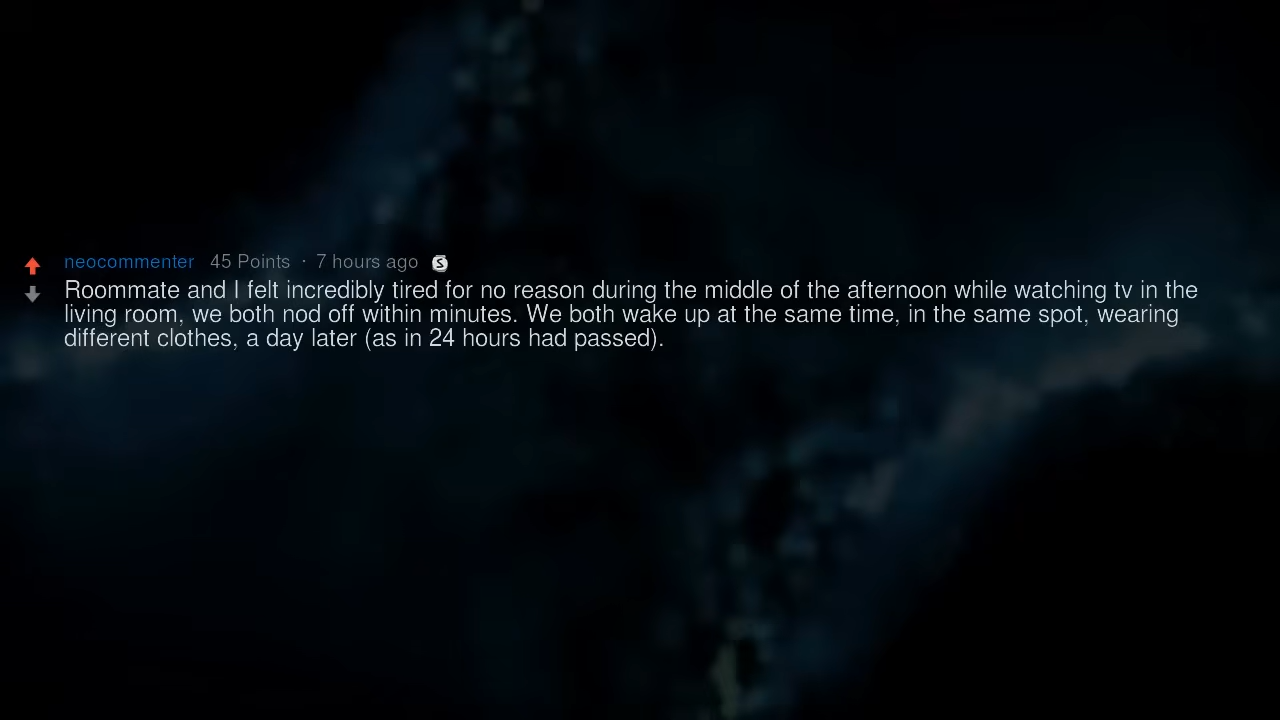 neocommenter 45 Points · 7 hours ago S
Roommate and I felt incredibly tired for no reason during the middle of the afternoon while watching tv in the
living room, we both nod off within minutes. We both wake up at the same time, in the same spot, wearing
different clothes, a day later (as in 24 hours had passed).